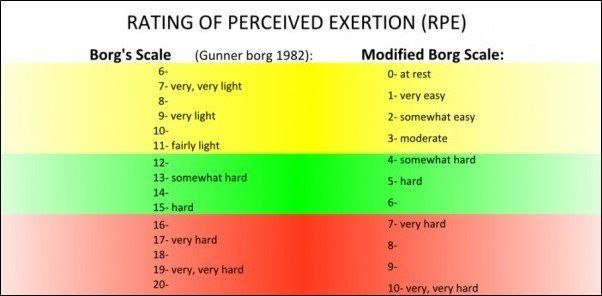 RATING OF PERCEIVED EXERTION (RPE)
Borg's Scale (Gunner borg 1982):
6-
7- very, very light
8-
9- very light
10-
11- fairly light
12-
13- somewhat hard
14-
15- hard
16-
17- very hard
18-
19- very, very hard
20-
Modified Borg Scale:
0- at rest
1- very easy
2- somewhat easy
3- moderate
4- somewhat hard
5- hard
6-
7- very hard
8-
9-
10- very, very hard